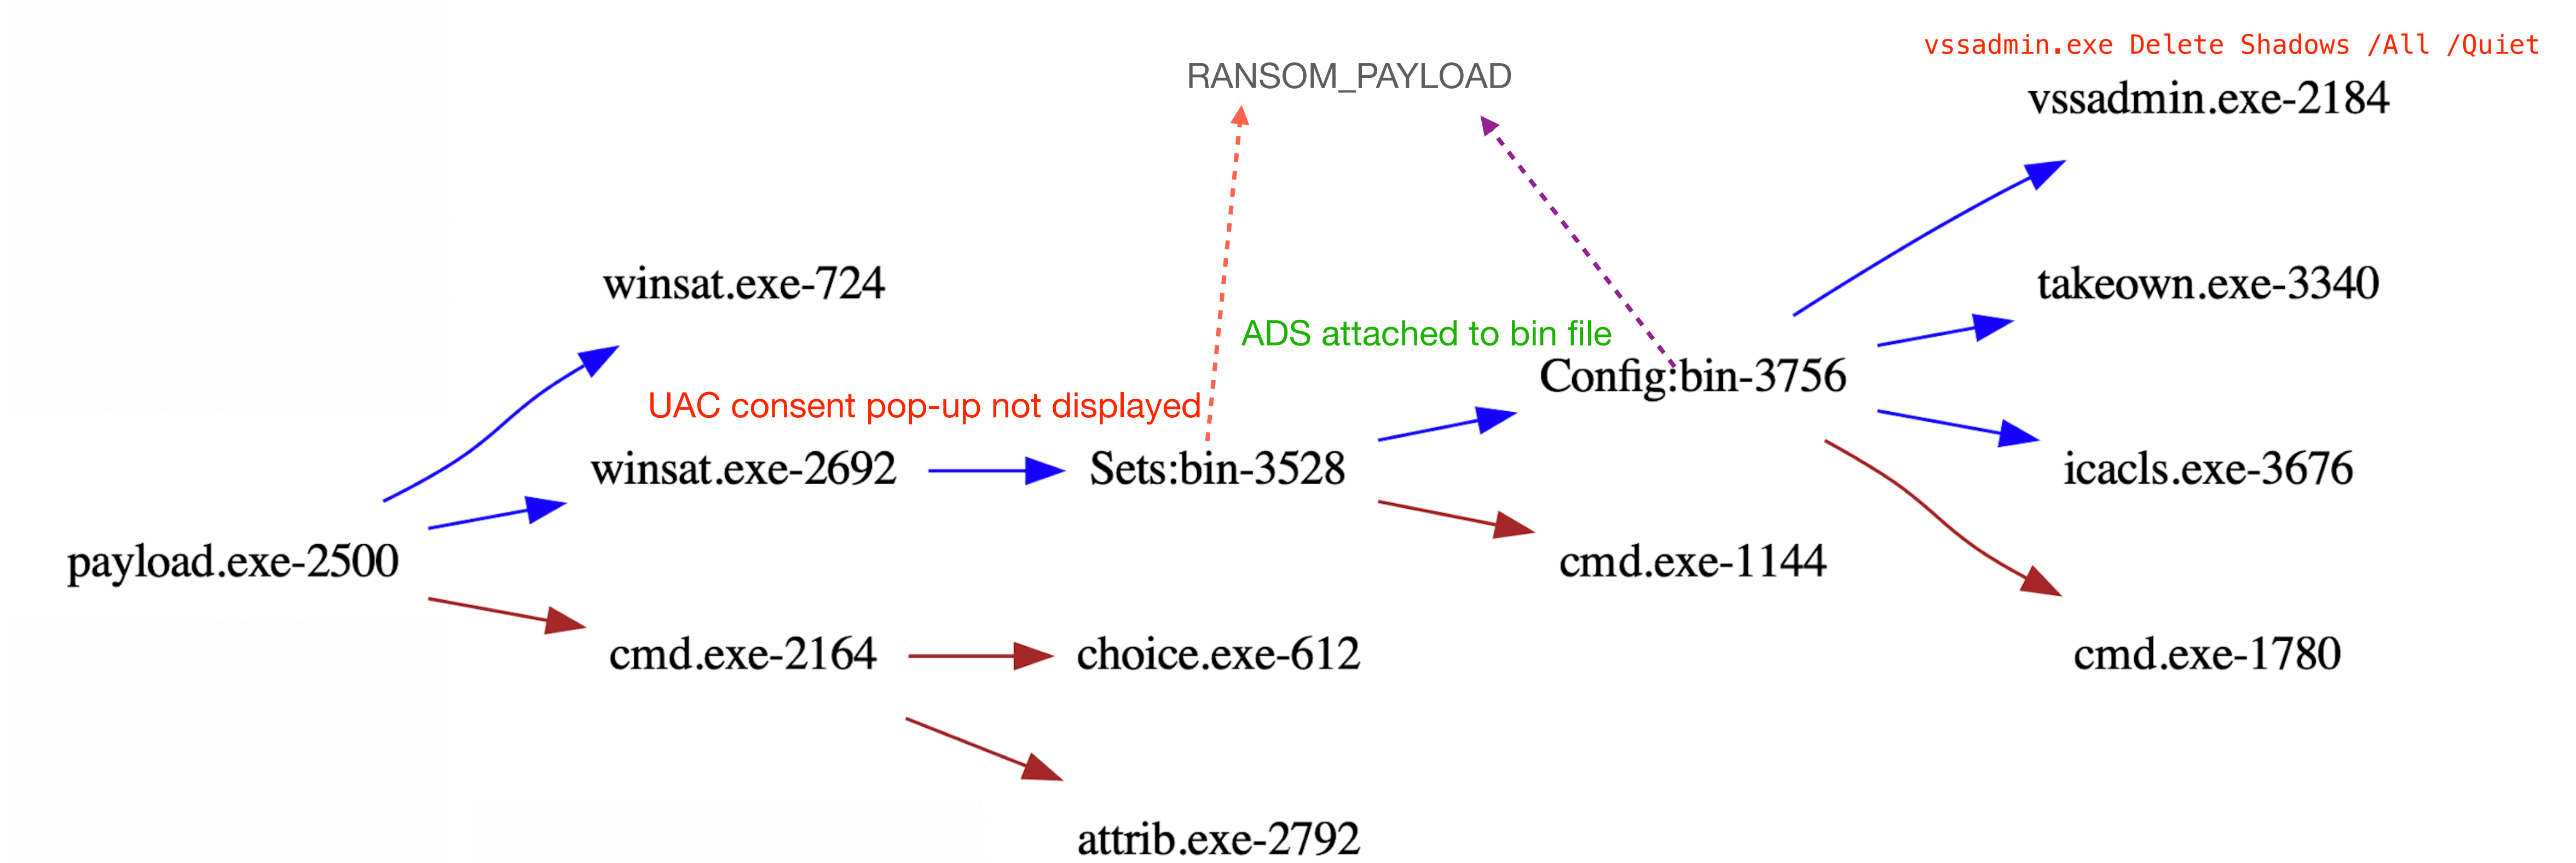 vssadmin.exe Delete Shadows /All /Quiet
RANSOM_PAYLOAD
vssadmin.exe-2184
winsat.exe-724
takeown.exe-3340
ADS attached to bin file
Config:bin-3756
UAC consent pop-up not displayed
winsat.exe-2692
Sets:bin-3528
icacls.exe-3676
payload.exe-2500
cmd.exe-1144
cmd.exe-2164
choice.exe-612
cmd.exe-1780
attrib.exe-2792